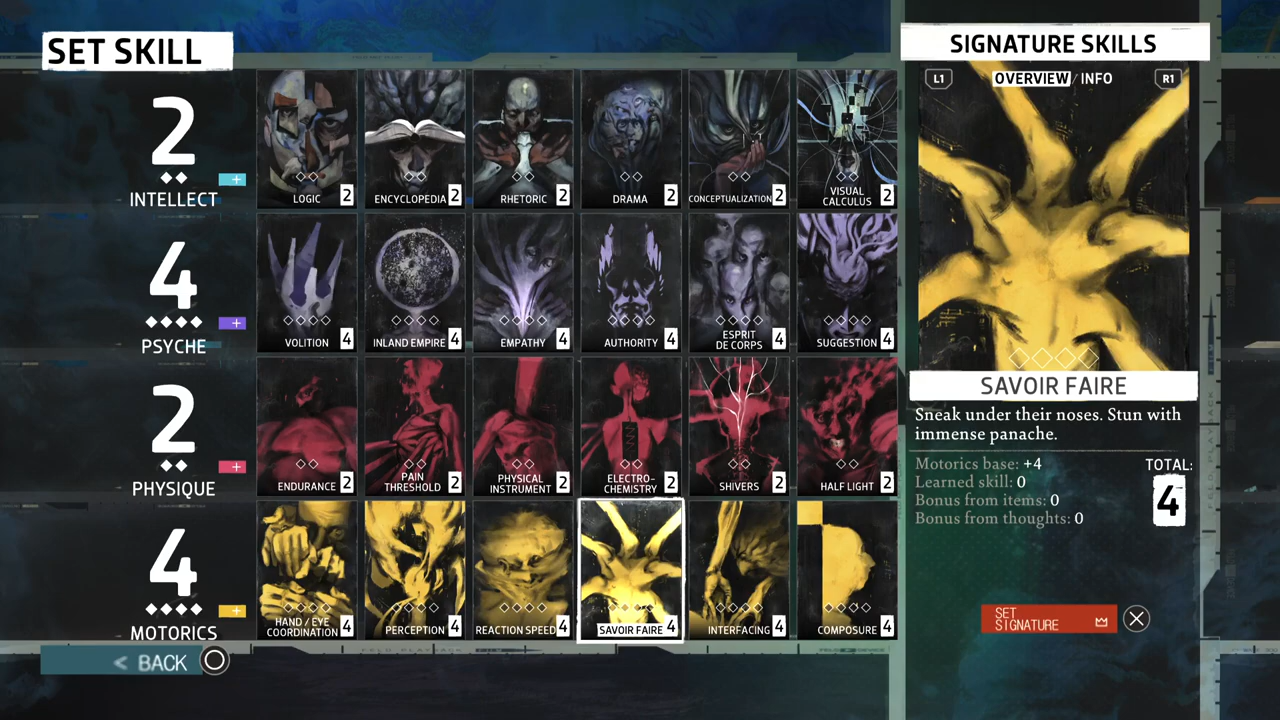 SET SKILL
2
INTELLECT
+
LOGIC 2
ENCYCLOPEDIA 2
RHETORIC 2
DRAMA 2
CONCEPTUALIZATION 2
VISUAL
CALCULUS 2
4
PSYCHE
+
VOLITION 4
INLAND EMPIRE 4
EMPATHY 4
AUTHORITY 4
ESPRIT
DE CORPS 4
SUGGESTION 4
2
PHYSIQUE
+
ENDURANCE 2
PAIN
THRESHOLD 2
PHYSICAL
INSTRUMENT 2
ELECTRO-
CHEMISTRY 2
SHIVERS 2
HALF LIGHT 2
4
MOTORICS
+
HAND / EYE
COORDINATION 4
PERCEPTION 4
REACTION SPEED 4
SAVOIR FAIRE 4
INTERFACING 4
COMPOSURE 4
< BACK
SIGNATURE SKILLS
L1 OVERVIEW / INFO R1
SAVOIR FAIRE
Sneak under their noses. Stun with
immense panache.
Motorics base: +4
Learned skill: 0
Bonus from items: 0
Bonus from thoughts: 0
TOTAL:
4
SET
SIGNATURE